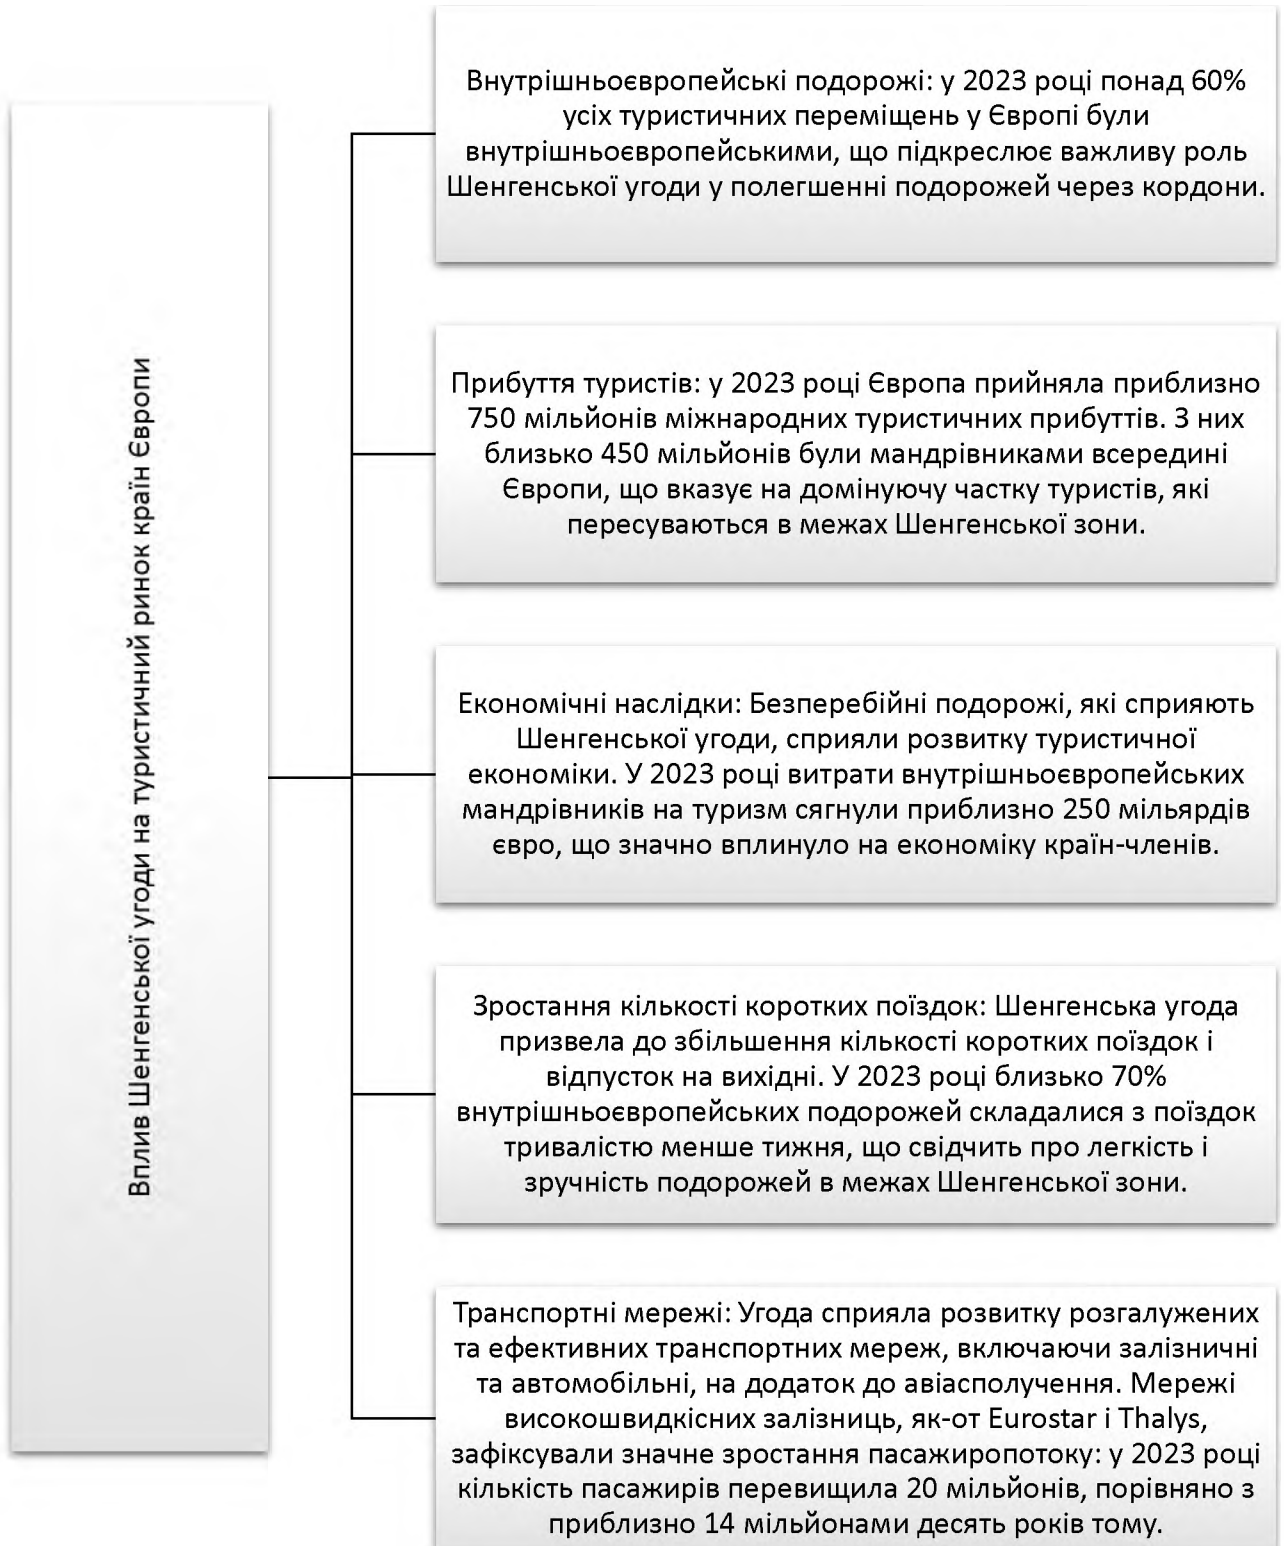 Вплив Шенгенської угоди на туристичний ринок країн Європи
Внутрішньоєвропейські подорожі: у 2023 році понад 60%
усіх туристичних переміщень у Європі були
внутрішньоєвропейськими, що підкреслює важливу роль
Шенгенської угоди у полегшенні подорожей через кордони.
Прибуття туристів: у 2023 році Європа прийняла приблизно
750 мільйонів міжнародних туристичних прибуттів. З них
близько 450 мільйонів були мандрівниками всередині
Європи, що вказує на домінуючу частку туристів, які
пересуваються в межах Шенгенської зони.
Економічні наслідки: Безперебійні подорожі, які сприяють
Шенгенської угоди, сприяли розвитку туристичної
економіки. У 2023 році витрати внутрішньоєвропейських
мандрівників на туризм сягнули приблизно 250 мільярдів
євро, що значно вплинуло на економіку країн-членів.
Зростання кількості коротких поїздок: Шенгенська угода
призвела до збільшення кількості коротких поїздок і
відпусток на вихідні. У 2023 році близько 70%
внутрішньоєвропейських подорожей складалися з поїздок
тривалістю менше тижня, що свідчить про легкість і
зручність подорожей в межах Шенгенської зони.
Транспортні мережі: Угода сприяла розвитку розгалужених
та ефективних транспортних мереж, включаючи залізничні
та автомобільні, на додаток до авіасполучення. Мережі
високошвидкісних залізниць, як-от Eurostar і Thalys,
зафіксували значне зростання пасажиропотоку: у 2023 році
кількість пасажирів перевищила 20 мільйонів, порівняно з
приблизно 14 мільйонами десять років тому.